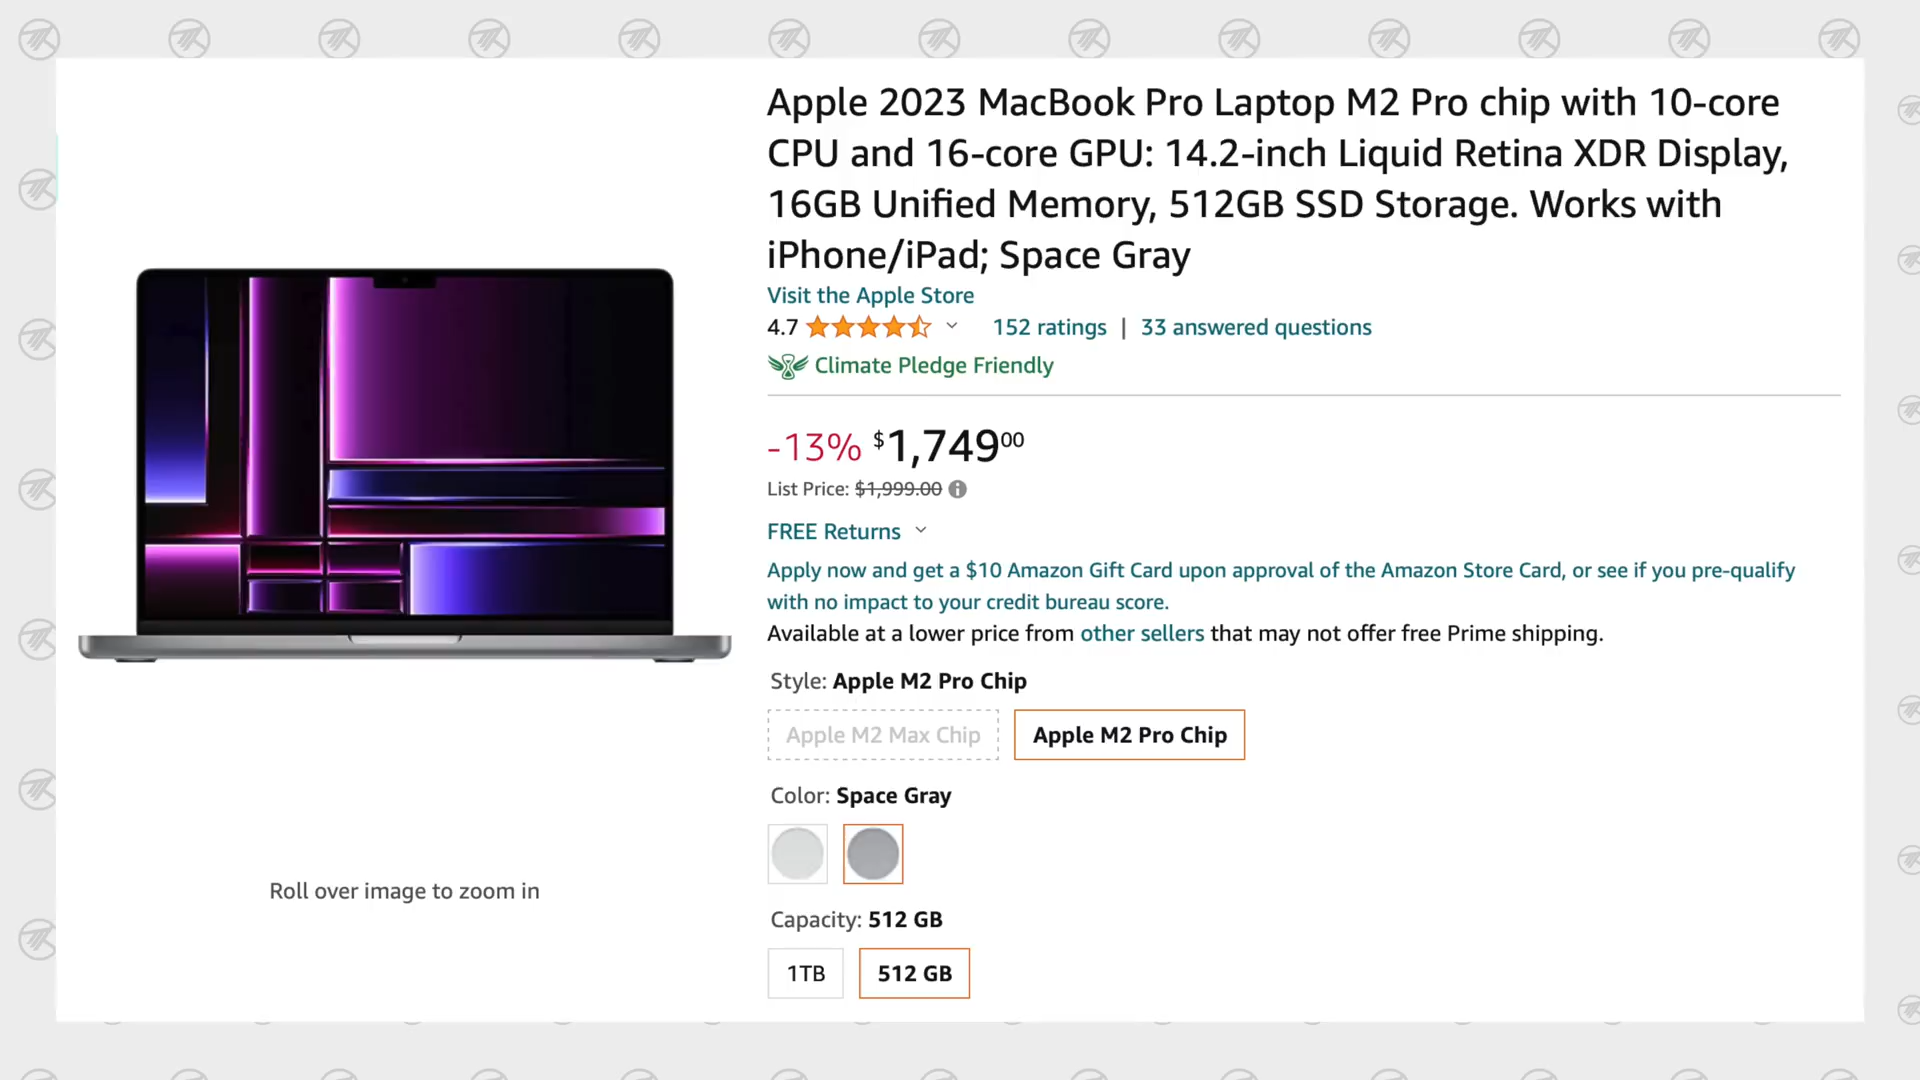 Apple 2023 MacBook Pro Laptop M2 Pro chip with 10-core
CPU and 16-core GPU: 14.2-inch Liquid Retina XDR Display,
16GB Unified Memory, 512GB SSD Storage. Works with
iPhone/iPad; Space Gray
Visit the Apple Store
4.7 152 ratings | 33 answered questions
Climate Pledge Friendly
-13% $1,74900
List Price: $1,999.00
FREE Returns
Apply now and get a $10 Amazon Gift Card upon approval of the Amazon Store Card, or see if you pre-qualify
with no impact to your credit bureau score.
Available at a lower price from other sellers that may not offer free Prime shipping.
Style: Apple M2 Pro Chip
Apple M2 Max Chip Apple M2 Pro Chip
Color: Space Gray
Roll over image to zoom in
Capacity: 512 GB
1TB 512 GB